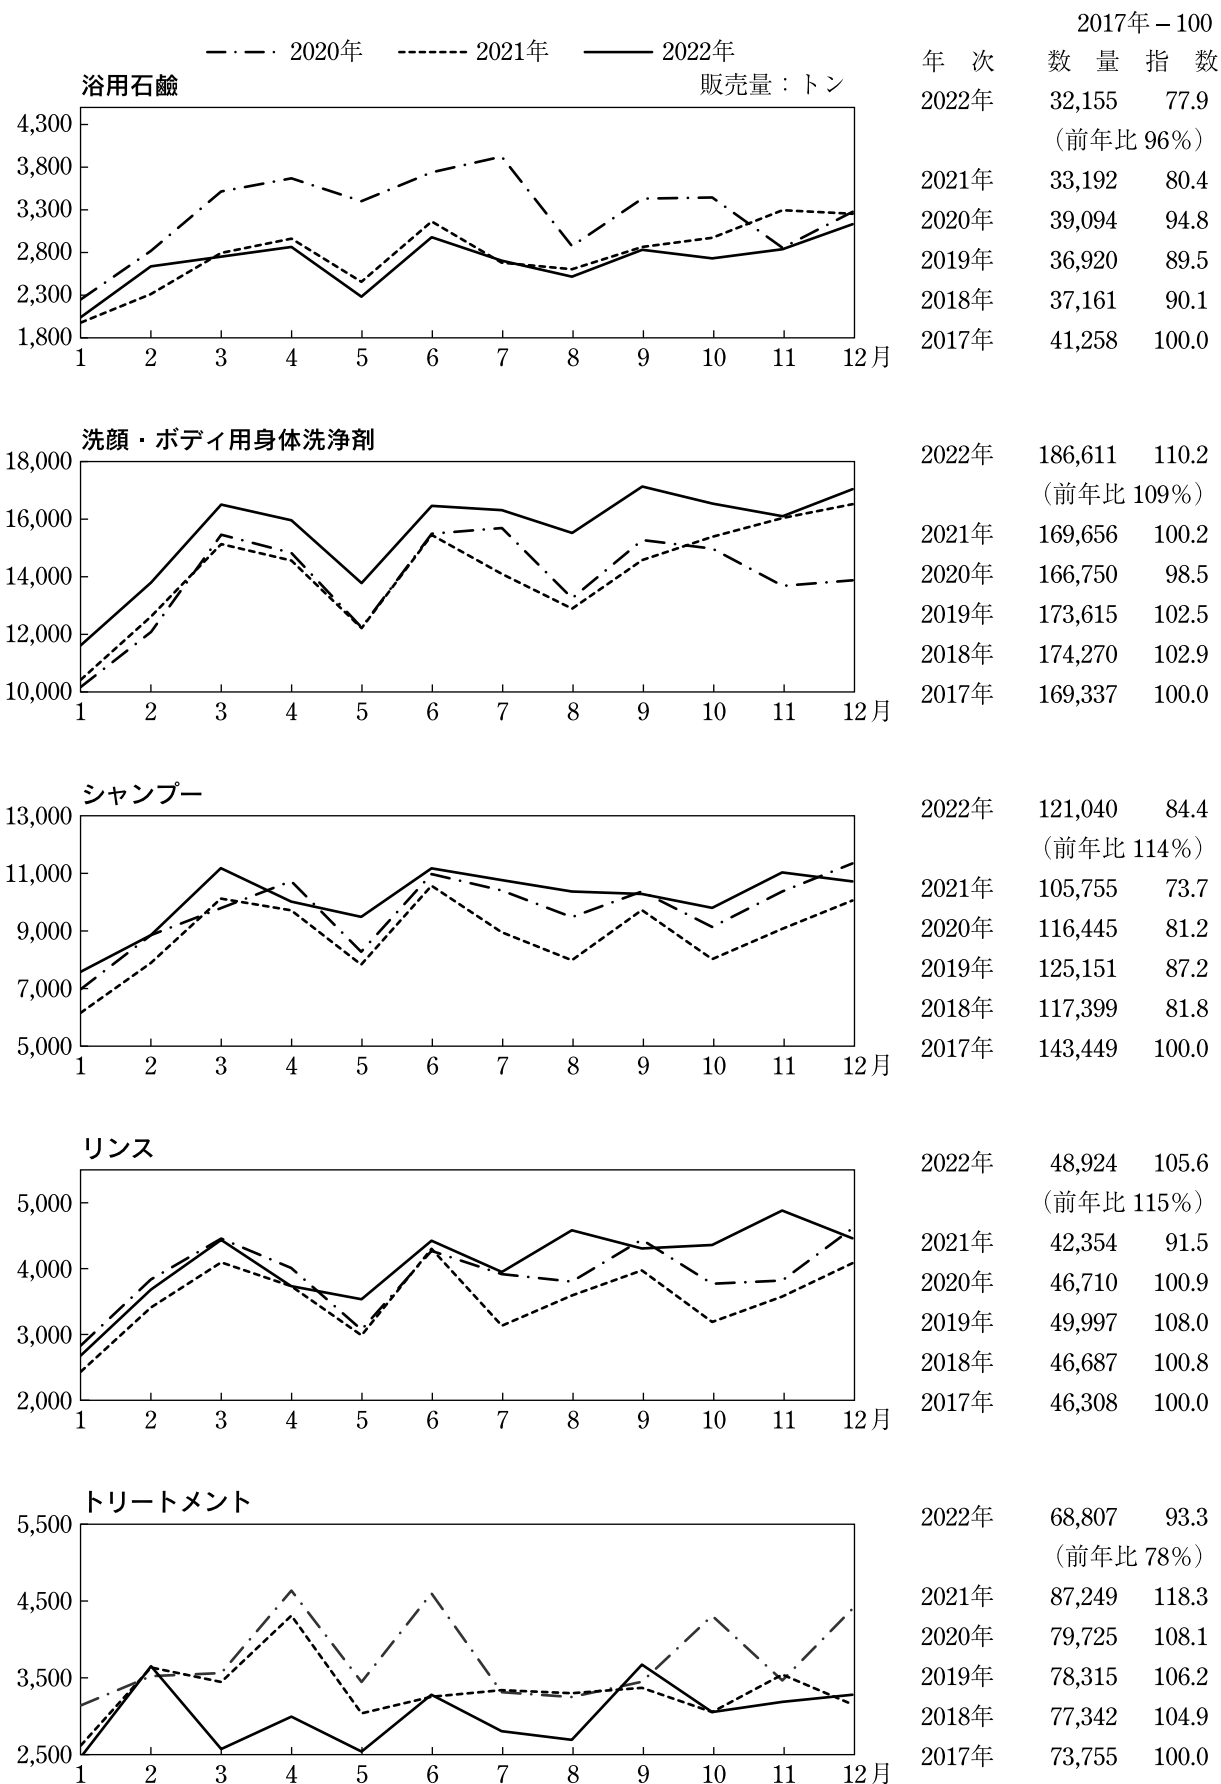 2017年－100
2020年 2021年 2022年
年 次 数 量 指 数
浴用石鹼 販売量：トン
2022年 32,155 77.9
4,300
（前年比 96％）
3,800
2021年 33,192 80.4
3,300
2020年 39,094 94.8
2,800
2019年 36,920 89.5
2,300
2018年 37,161 90.1
1,800
2017年 41,258 100.0
1 2 3 4 5 6 7 8 9 10 11 12月
洗顔・ボディ用身体洗浄剤
18,000
2022年 186,611 110.2
（前年比 109％）
16,000
2021年 169,656 100.2
14,000
2020年 166,750 98.5
2019年 173,615 102.5
12,000
2018年 174,270 102.9
10,000
2017年 169,337 100.0
1 2 3 4 5 6 7 8 9 10 11 12月
シャンプー
13,000
2022年 121,040 84.4
（前年比 114％）
11,000
2021年 105,755 73.7
9,000
2020年 116,445 81.2
2019年 125,151 87.2
7,000
2018年 117,399 81.8
5,000
2017年 143,449 100.0
1 2 3 4 5 6 7 8 9 10 11 12月
リンス
2022年 48,924 105.6
5,000
（前年比 115％）
2021年 42,354 91.5
4,000
2020年 46,710 100.9
2019年 49,997 108.0
3,000
2018年 46,687 100.8
2,000
2017年 46,308 100.0
1 2 3 4 5 6 7 8 9 10 11 12月
トリートメント
5,500
2022年 68,807 93.3
（前年比 78％）
4,500
2021年 87,249 118.3
2020年 79,725 108.1
3,500
2019年 78,315 106.2
2018年 77,342 104.9
2,500
2017年 73,755 100.0
1 2 3 4 5 6 7 8 9 10 11 12月